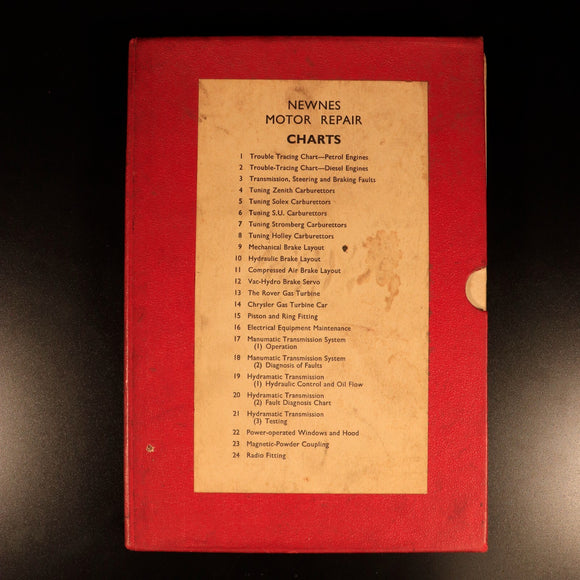 NEWNES
MOTOR REPAIR
CHARTS
1 Trouble Tracing Chart—Petrol Engines
2 Trouble-Tracing Chart—Diesel Engines
3 Transmission, Steering and Braking Faults
4 Tuning Zenith Carburettors
5 Tuning Solex Carburettors
6 Tuning S.U. Carburettors
7 Tuning Stromberg Carburettors
8 Tuning Holley Carburettors
9 Mechanical Brake Layout
10 Hydraulic Brake Layout
11 Compressed Air Brake Layout
12 Vac-Hydro Brake Servo
13 The Rover Gas Turbine
14 Chrysler Gas Turbine Car
15 Piston and Ring Fitting
16 Electrical Equipment Maintenance
17 Manumatic Transmission System
(1) Operation
18 Manumatic Transmission System
(2) Diagnosis of Faults
19 Hydramatic Transmission
(1) Hydraulic Control and Oil Flow
20 Hydramatic Transmission
(2) Fault Diagnosis Chart
21 Hydramatic Transmission
(3) Testing
22 Power-operated Windows and Hood
23 Magnetic-Powder Coupling
24 Radio Fitting